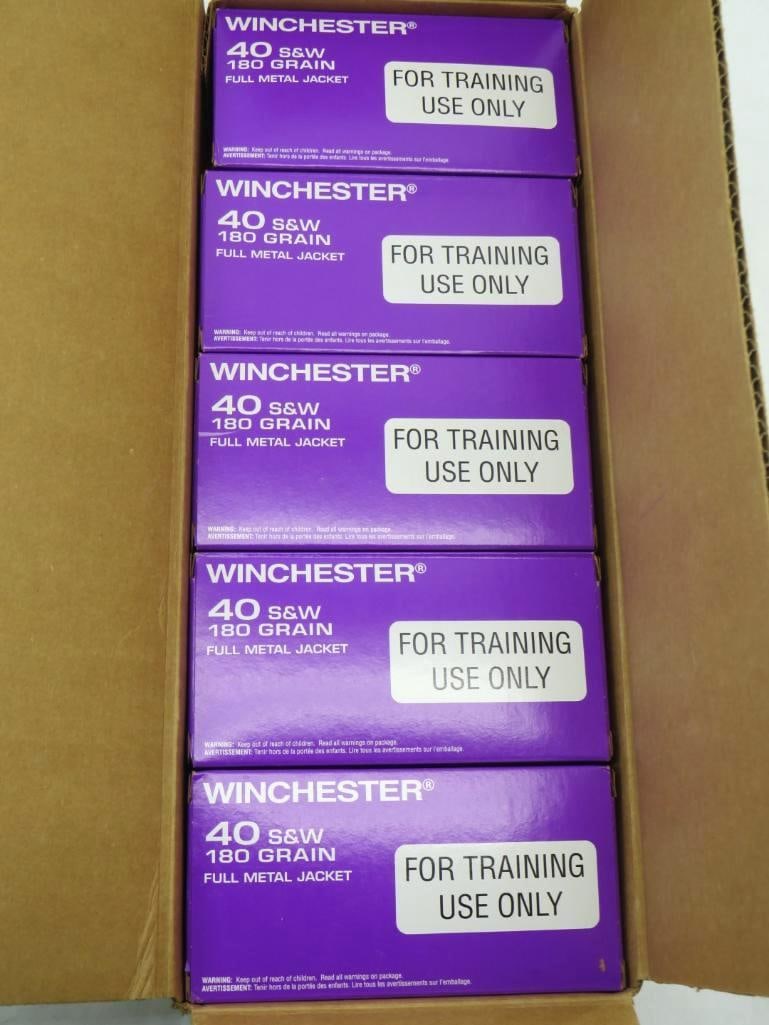 WINCHESTER®
40 S&W
180 GRAIN
FULL METAL JACKET
FOR TRAINING
USE ONLY
WARNING: Keep out of reach of children. Read all warnings on package.
AVERTISSEMENT: Tenir hors de la portée des enfants. Lire tous les avertissements sur l'emballage.
WINCHESTER®
40 S&W
180 GRAIN
FULL METAL JACKET
FOR TRAINING
USE ONLY
WARNING: Keep out of reach of children. Read all warnings on package.
AVERTISSEMENT: Tenir hors de la portée des enfants. Lire tous les avertissements sur l'emballage.
WINCHESTER®
40 S&W
180 GRAIN
FULL METAL JACKET
FOR TRAINING
USE ONLY
WARNING: Keep out of reach of children. Read all warnings on package.
AVERTISSEMENT: Tenir hors de la portée des enfants. Lire tous les avertissements sur l'emballage.
WINCHESTER®
40 S&W
180 GRAIN
FULL METAL JACKET
FOR TRAINING
USE ONLY
WARNING: Keep out of reach of children. Read all warnings on package.
AVERTISSEMENT: Tenir hors de la portée des enfants. Lire tous les avertissements sur l'emballage.
WINCHESTER®
40 S&W
180 GRAIN
FULL METAL JACKET
FOR TRAINING
USE ONLY
WARNING: Keep out of reach of children. Read all warnings on package.
AVERTISSEMENT: Tenir hors de la portée des enfants. Lire tous les avertissements sur l'emballage.